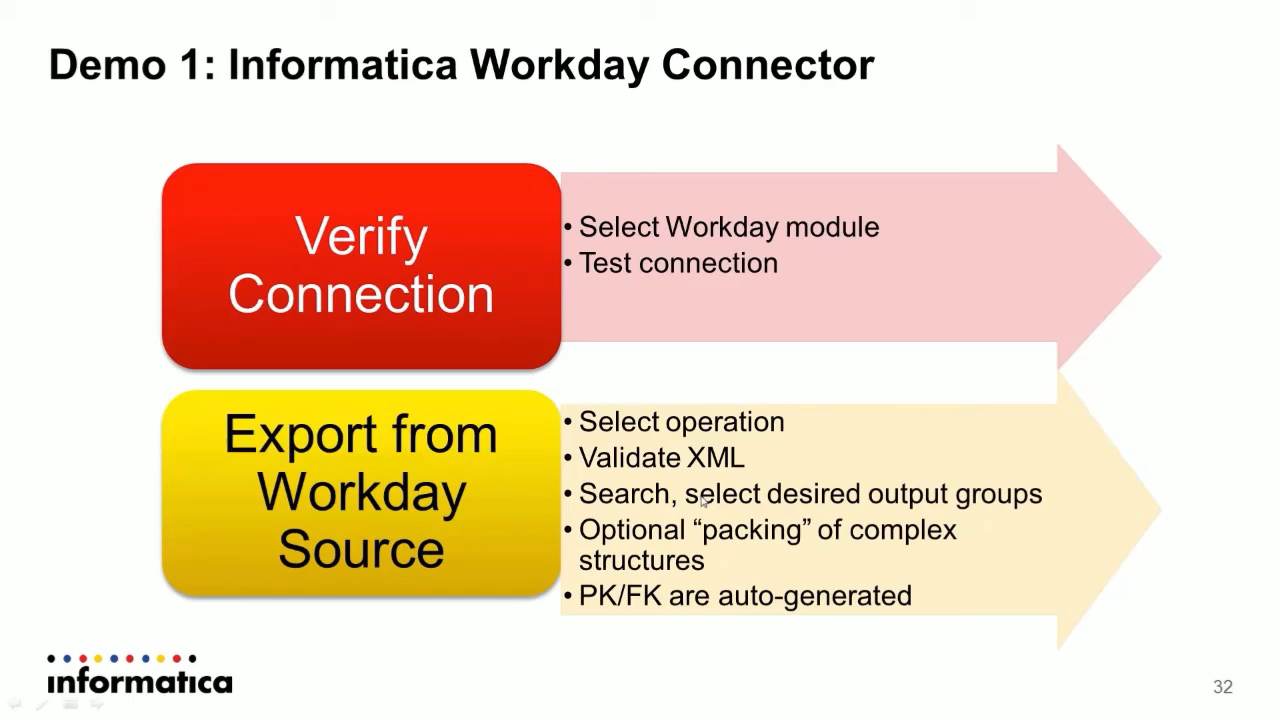 Demo 1: Informatica Workday Connector
Verify
Connection
• Select Workday module
• Test connection
Export from
Workday
Source
• Select operation
• Validate XML
• Search, select desired output groups
• Optional “packing” of complex
structures
• PK/FK are auto-generated
informatica
32